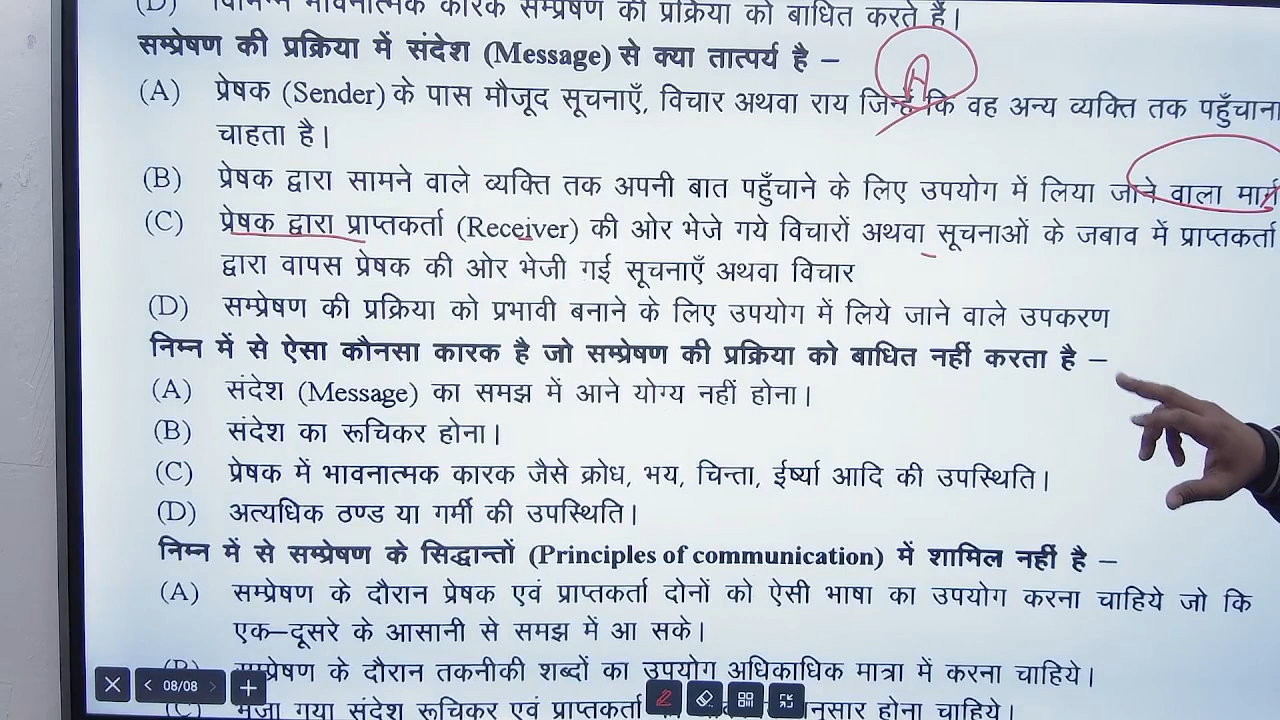 (D) विभिन्न भावनात्मक कारक सम्प्रेषण की प्रक्रिया को बाधित करते हैं।
सम्प्रेषण की प्रक्रिया में संदेश (Message) से क्या तात्पर्य है –
A
(A) प्रेषक (Sender) के पास मौजूद सूचनाएँ, विचार अथवा राय जिन्हें कि वह अन्य व्यक्ति तक पहुँचाना
चाहता है।
(B) प्रेषक द्वारा सामने वाले व्यक्ति तक अपनी बात पहुँचाने के लिए उपयोग में लिया जाने वाला मार्ग
(C) प्रेषक द्वारा प्राप्तकर्ता (Receiver) की ओर भेजे गये विचारों अथवा सूचनाओं के जबाव में प्राप्तकर्ता
द्वारा वापस प्रेषक की ओर भेजी गई सूचनाएँ अथवा विचार
(D) सम्प्रेषण की प्रक्रिया को प्रभावी बनाने के लिए उपयोग में लिये जाने वाले उपकरण
निम्न में से ऐसा कौनसा कारक है जो सम्प्रेषण की प्रक्रिया को बाधित नहीं करता है –
(A) संदेश (Message) का समझ में आने योग्य नहीं होना।
(B) संदेश का रूचिकर होना।
(C) प्रेषक में भावनात्मक कारक जैसे क्रोध, भय, चिन्ता, ईर्ष्या आदि की उपस्थिति।
(D) अत्यधिक ठण्ड या गर्मी की उपस्थिति।
निम्न में से सम्प्रेषण के सिद्धान्तों (Principles of communication) में शामिल नहीं है –
(A) सम्प्रेषण के दौरान प्रेषक एवं प्राप्तकर्ता दोनों को ऐसी भाषा का उपयोग करना चाहिये जो कि
एक–दूसरे के आसानी से समझ में आ सके।
(B) सम्प्रेषण के दौरान तकनीकी शब्दों का उपयोग अधिकाधिक मात्रा में करना चाहिये।
08/08
(C) भेजा गया संदेश रूचिकर एवं प्राप्तकर्ता होना चाहिये।